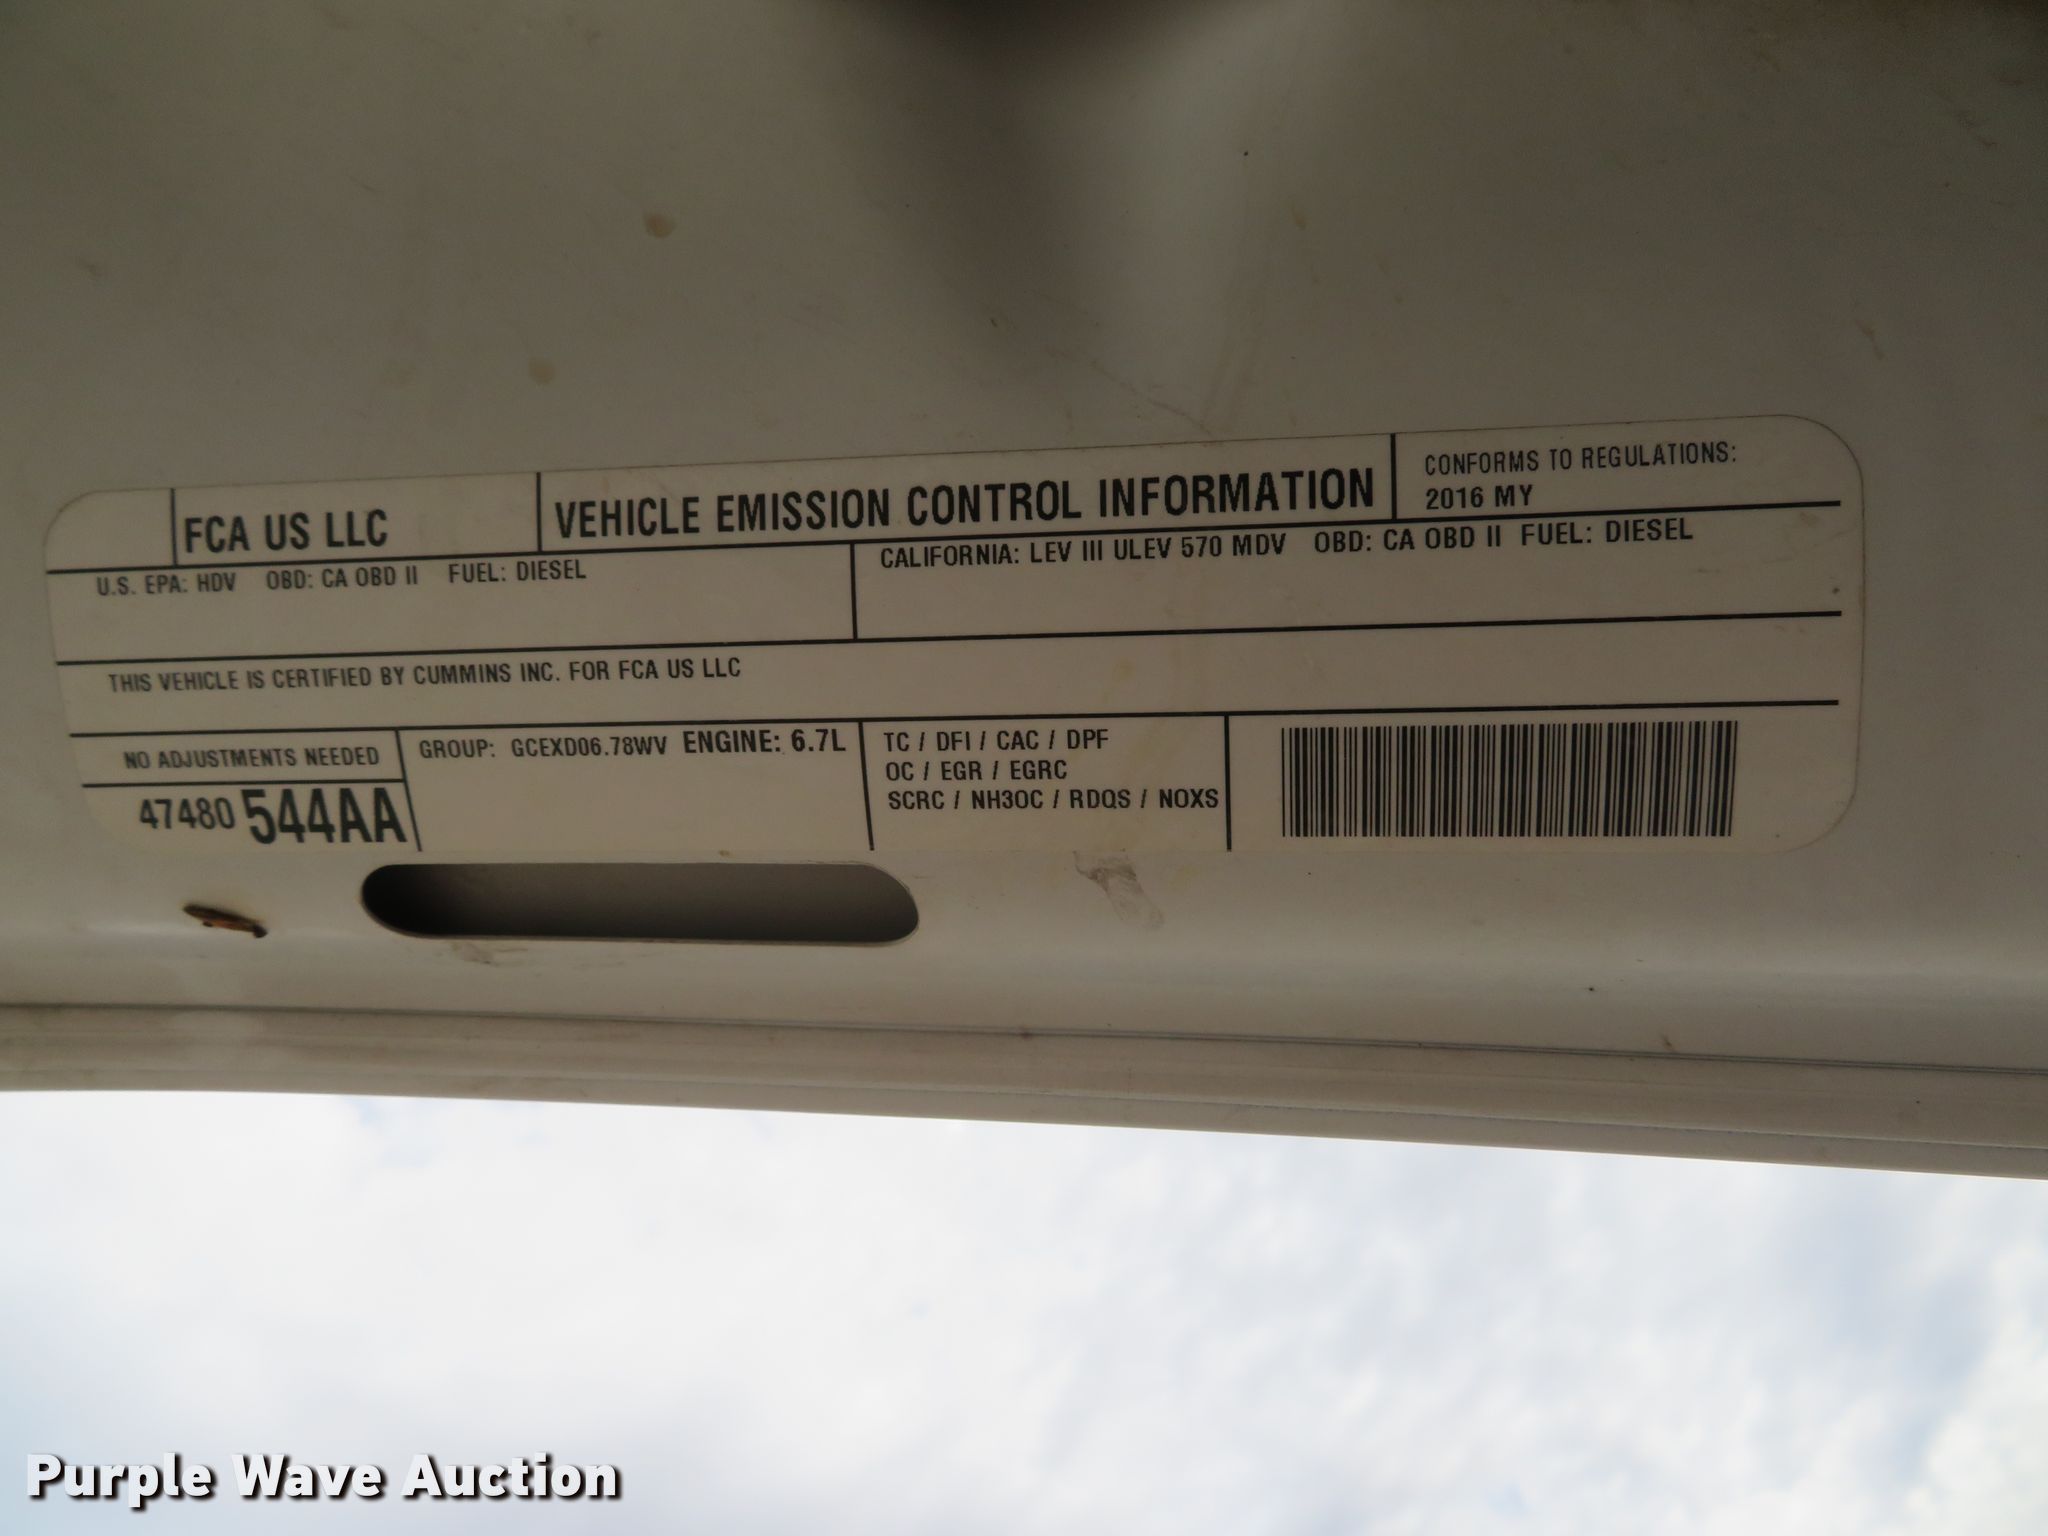 FCA US LLC
VEHICLE EMISSION CONTROL INFORMATION
CONFORMS TO REGULATIONS:
2016 MY
U.S. EPA: HDV OBD: CA OBD II FUEL: DIESEL
CALIFORNIA: LEV III ULEV 570 MDV OBD: CA OBD II FUEL: DIESEL
THIS VEHICLE IS CERTIFIED BY CUMMINS INC. FOR FCA US LLC
NO ADJUSTMENTS NEEDED
47480 544AA
GROUP: GCEXD06.78WV ENGINE: 6.7L
TC / DFI / CAC / DPF
OC / EGR / EGRC
SCRC / NH3OC / RDQS / NOXS
Purple Wave Auction